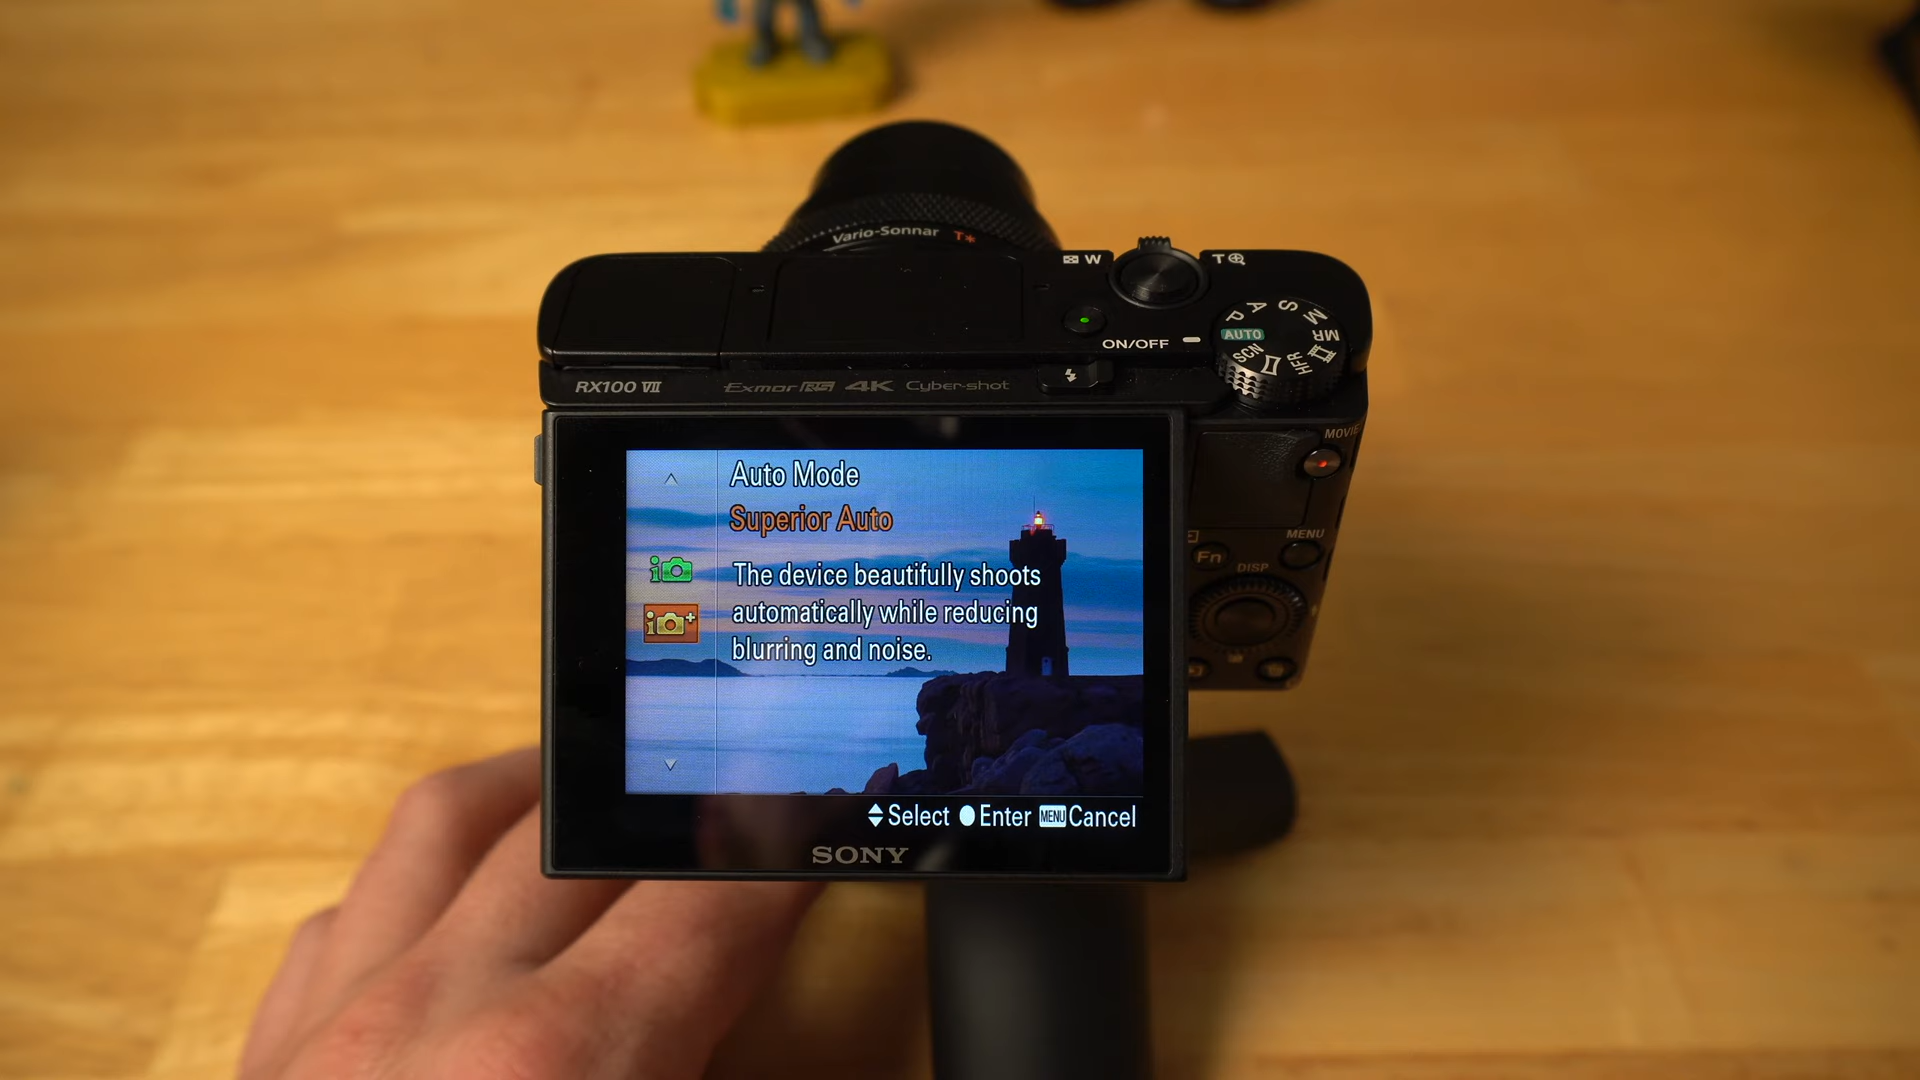 Vario-Sonnar T*
W
T
ON/OFF
A
S
P
M
AUTO
MR
SCN
HFR
RX100 VII
Exmor RS 4K Cyber-shot
MOVIE
Auto Mode
Superior Auto
The device beautifully shoots
automatically while reducing
blurring and noise.
MENU
Fn
DISP
Select Enter MENU Cancel
SONY